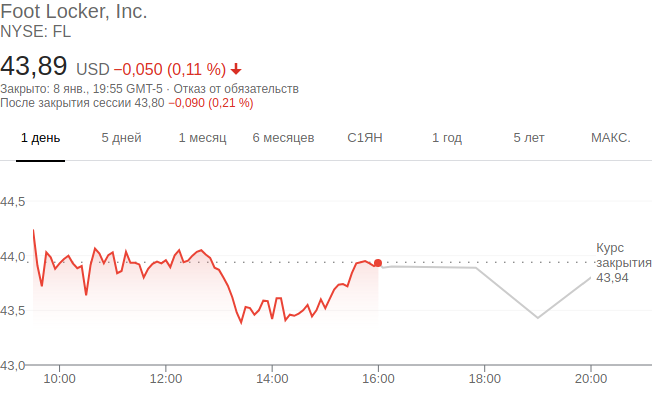 Foot Locker, Inc.
NYSE: FL
43,89 USD −0,050 (0,11 %)
Закрыто: 8 янв., 19:55 GMT-5 · Отказ от обязательств
После закрытия сессии 43,80 −0,090 (0,21 %)
1 день 5 дней 1 месяц 6 месяцев С1ЯН 1 год 5 лет МАКС.
44,5
44,0
43,5
43,0
Курс
закрытия
43,94
10:00 12:00 14:00 16:00 18:00 20:00